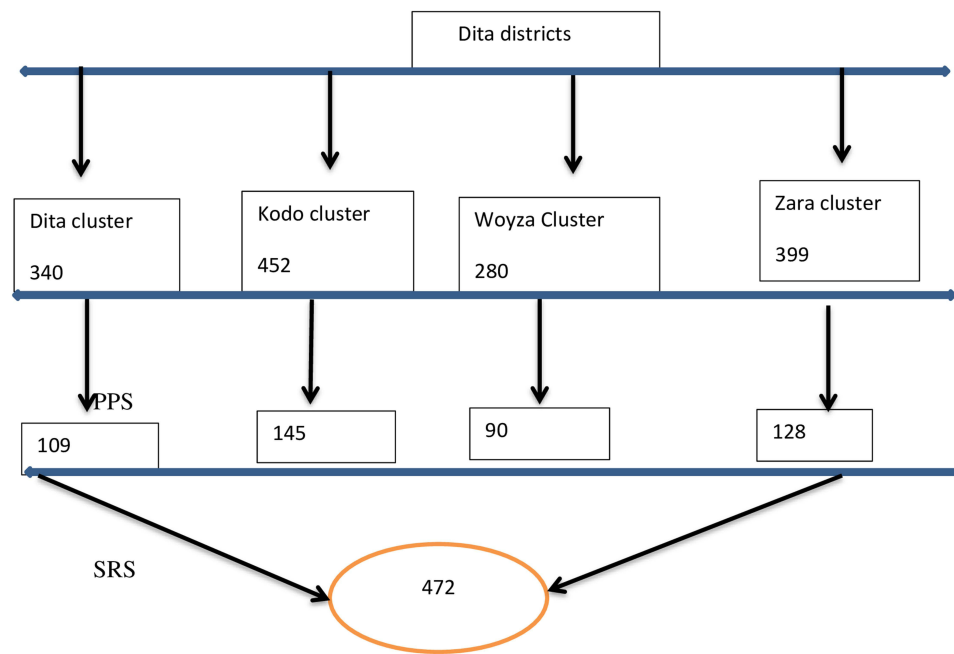 Dita districts
Dita cluster
340
Kodo cluster
452
Woyza Cluster
280
Zara cluster
399
PPS
109
145
90
128
SRS
472